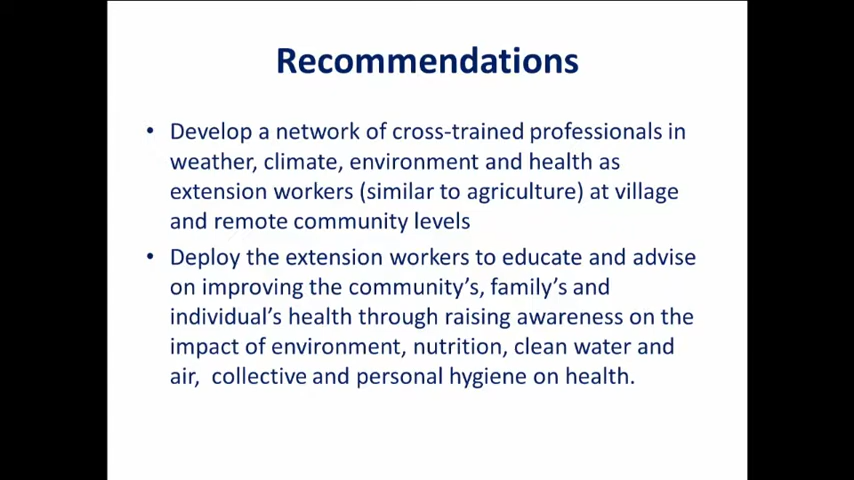 Recommendations
• Develop a network of cross-trained professionals in
weather, climate, environment and health as
extension workers (similar to agriculture) at village
and remote community levels
• Deploy the extension workers to educate and advise
on improving the community’s, family’s and
individual’s health through raising awareness on the
impact of environment, nutrition, clean water and
air,  collective and personal hygiene on health.